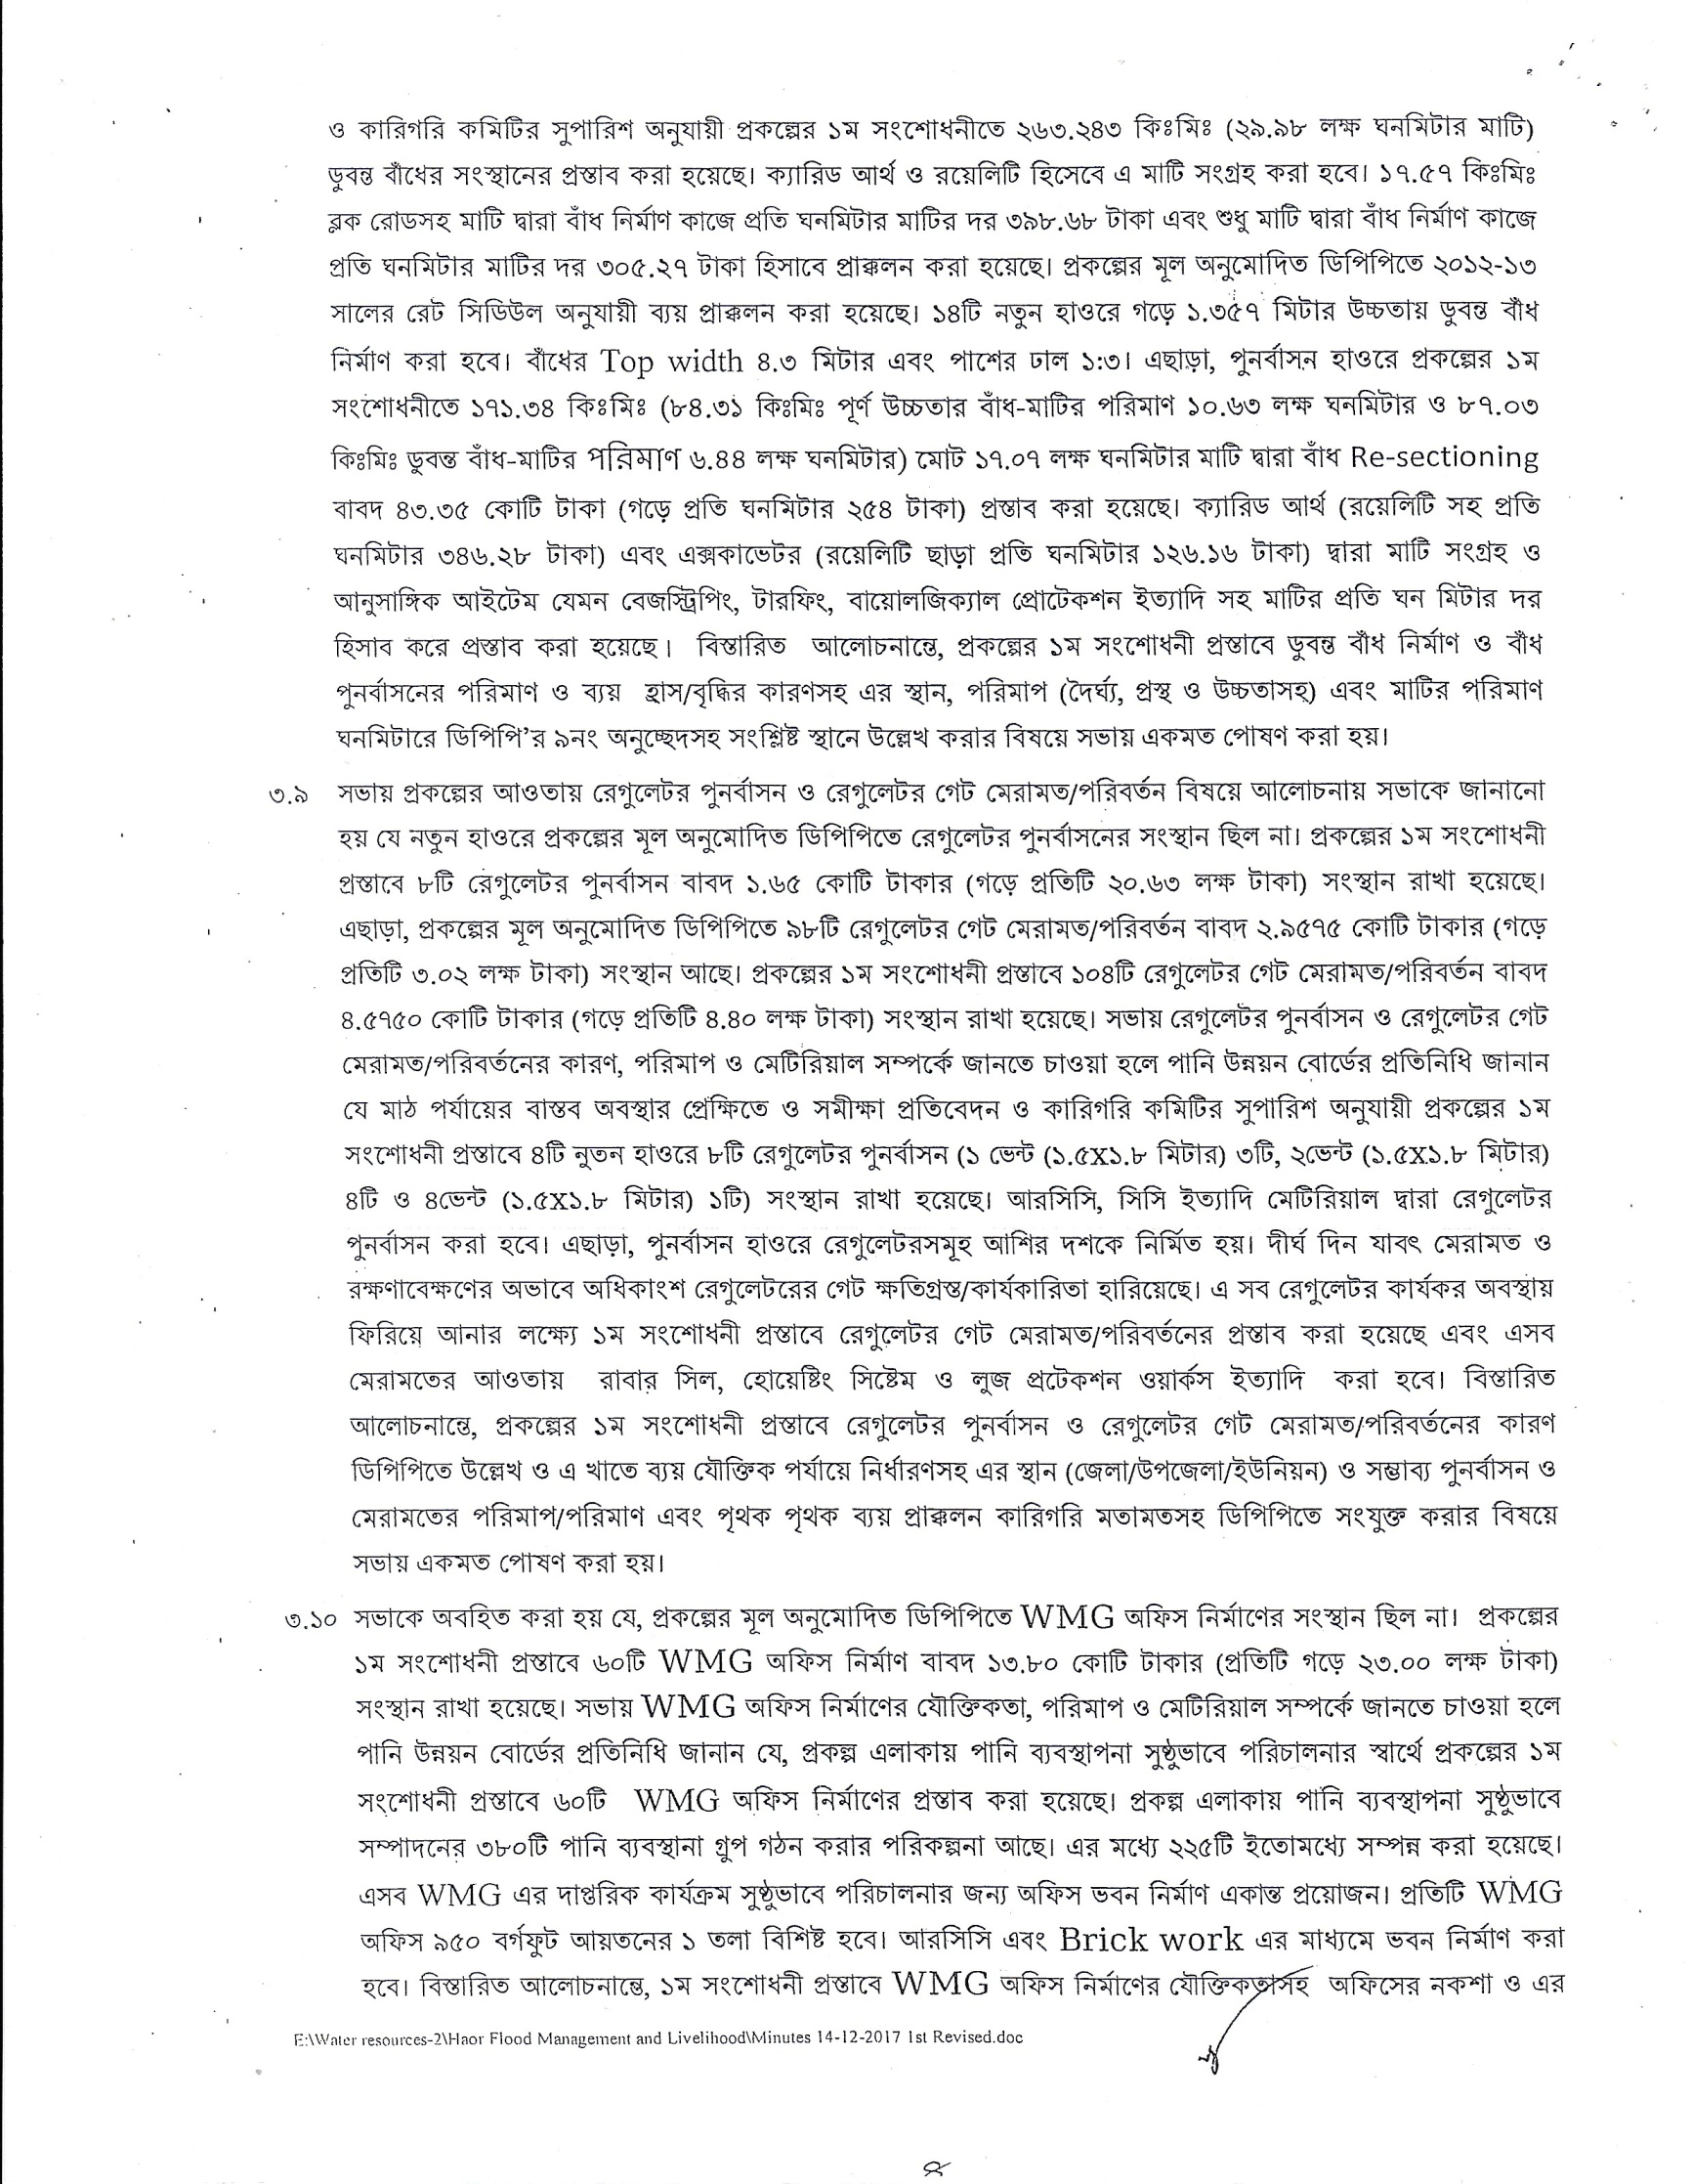 ও কারিগরি কমিটির সুপারিশ অনুযায়ী প্রকল্পের ১ম সংশোধনীতে ২৬৩.২৪৩ কিঃমিঃ (২৯.৯৮ লক্ষ ঘনমিটার মাটি)
ডুবন্ত বাঁধের সংস্থানের প্রস্তাব করা হয়েছে। ক্যারিড আর্থ ও রয়েলিটি হিসেবে এ মাটি সংগ্রহ করা হবে। ১৭.৫৭ কিঃমিঃ
ব্লক রোডসহ মাটি দ্বারা বাঁধ নির্মাণ কাজে প্রতি ঘনমিটার মাটির দর ৩৯৮.৬৮ টাকা এবং শুধু মাটি দ্বারা বাঁধ নির্মাণ কাজে
প্রতি ঘনমিটার মাটির দর ৩০৫.২৭ টাকা হিসাবে প্রাক্কলন করা হয়েছে। প্রকল্পের মূল অনুমোদিত ডিপিপিতে ২০১২-১৩
সালের রেট সিডিউল অনুযায়ী ব্যয় প্রাক্কলন করা হয়েছে। ১৪টি নতুন হাওরে গড়ে ১.৩৫৭ মিটার উচ্চতায় ডুবন্ত বাঁধ
নির্মাণ করা হবে। বাঁধের Top width ৪.৩ মিটার এবং পাশের ঢাল ১:৩। এছাড়া, পুনর্বাসন হাওরে প্রকল্পের ১ম
সংশোধনীতে ১৭১.৩৪ কিঃমিঃ (৮৪.৩১ কিঃমিঃ পূর্ণ উচ্চতার বাঁধ-মাটির পরিমাণ ১০.৬৩ লক্ষ ঘনমিটার ও ৮৭.০৩
কিঃমিঃ ডুবন্ত বাঁধ-মাটির পরিমাণ ৬.৪৪ লক্ষ ঘনমিটার) মোট ১৭.০৭ লক্ষ ঘনমিটার মাটি দ্বারা বাঁধ Re-sectioning
বাবদ ৪৩.৩৫ কোটি টাকা (গড়ে প্রতি ঘনমিটার ২৫৪ টাকা) প্রস্তাব করা হয়েছে। ক্যারিড আর্থ (রয়েলিটি সহ প্রতি
ঘনমিটার ৩৪৬.২৮ টাকা) এবং এক্সকাভেটর (রয়েলিটি ছাড়া প্রতি ঘনমিটার ১২৬.১৬ টাকা) দ্বারা মাটি সংগ্রহ ও
আনুসাঙ্গিক আইটেম যেমন বেজস্ট্রিপিং, টারফিং, বায়োলজিক্যাল প্রোটেকশন ইত্যাদি সহ মাটির প্রতি ঘন মিটার দর
হিসাব করে প্রস্তাব করা হয়েছে। বিস্তারিত আলোচনান্তে, প্রকল্পের ১ম সংশোধনী প্রস্তাবে ডুবন্ত বাঁধ নির্মাণ ও বাঁধ
পুনর্বাসনের পরিমাণ ও ব্যয় হ্রাস/বৃদ্ধির কারণসহ এর স্থান, পরিমাপ (দৈর্ঘ্য, প্রস্থ ও উচ্চতাসহ) এবং মাটির পরিমাণ
ঘনমিটারে ডিপিপি’র ৯নং অনুচ্ছেদসহ সংশ্লিষ্ট স্থানে উল্লেখ করার বিষয়ে সভায় একমত পোষণ করা হয়।
৩.৯ সভায় প্রকল্পের আওতায় রেগুলেটর পুনর্বাসন ও রেগুলেটর গেট মেরামত/পরিবর্তন বিষয়ে আলোচনায় সভাকে জানানো
হয় যে নতুন হাওরে প্রকল্পের মূল অনুমোদিত ডিপিপিতে রেগুলেটর পুনর্বাসনের সংস্থান ছিল না। প্রকল্পের ১ম সংশোধনী
প্রস্তাবে ৮টি রেগুলেটর পুনর্বাসন বাবদ ১.৬৫ কোটি টাকার (গড়ে প্রতিটি ২০.৬৩ লক্ষ টাকা) সংস্থান রাখা হয়েছে।
এছাড়া, প্রকল্পের মূল অনুমোদিত ডিপিপিতে ৯৮টি রেগুলেটর গেট মেরামত/পরিবর্তন বাবদ ২.৯৫৭৫ কোটি টাকার (গড়ে
প্রতিটি ৩.০২ লক্ষ টাকা) সংস্থান আছে। প্রকল্পের ১ম সংশোধনী প্রস্তাবে ১০৪টি রেগুলেটর গেট মেরামত/পরিবর্তন বাবদ
৪.৫৭৫০ কোটি টাকার (গড়ে প্রতিটি ৪.৪০ লক্ষ টাকা) সংস্থান রাখা হয়েছে। সভায় রেগুলেটর পুনর্বাসন ও রেগুলেটর গেট
মেরামত/পরিবর্তনের কারণ, পরিমাপ ও মেটিরিয়াল সম্পর্কে জানতে চাওয়া হলে পানি উন্নয়ন বোর্ডের প্রতিনিধি জানান
যে মাঠ পর্যায়ের বাস্তব অবস্থার প্রেক্ষিতে ও সমীক্ষা প্রতিবেদন ও কারিগরি কমিটির সুপারিশ অনুযায়ী প্রকল্পের ১ম
সংশোধনী প্রস্তাবে ৪টি নুতন হাওরে ৮টি রেগুলেটর পুনর্বাসন (১ ভেন্ট (১.৫X১.৮ মিটার) ৩টি, ২ভেন্ট (১.৫X১.৮ মিটার)
৪টি ও ৪ভেন্ট (১.৫X১.৮ মিটার) ১টি) সংস্থান রাখা হয়েছে। আরসিসি, সিসি ইত্যাদি মেটিরিয়াল দ্বারা রেগুলেটর
পুনর্বাসন করা হবে। এছাড়া, পুনর্বাসন হাওরে রেগুলেটরসমূহ আশির দশকে নির্মিত হয়। দীর্ঘ দিন যাবৎ মেরামত ও
রক্ষণাবেক্ষণের অভাবে অধিকাংশ রেগুলেটরের গেট ক্ষতিগ্রস্ত/কার্যকারিতা হারিয়েছে। এ সব রেগুলেটর কার্যকর অবস্থায়
ফিরিয়ে আনার লক্ষ্যে ১ম সংশোধনী প্রস্তাবে রেগুলেটর গেট মেরামত/পরিবর্তনের প্রস্তাব করা হয়েছে এবং এসব
মেরামতের আওতায় রাবার সিল, হোয়েষ্টিং সিষ্টেম ও লুজ প্রটেকশন ওয়ার্কস ইত্যাদি করা হবে। বিস্তারিত
আলোচনান্তে, প্রকল্পের ১ম সংশোধনী প্রস্তাবে রেগুলেটর পুনর্বাসন ও রেগুলেটর গেট মেরামত/পরিবর্তনের কারণ
ডিপিপিতে উল্লেখ ও এ খাতে ব্যয় যৌক্তিক পর্যায়ে নির্ধারণসহ এর স্থান (জেলা/উপজেলা/ইউনিয়ন) ও সম্ভাব্য পুনর্বাসন ও
মেরামতের পরিমাপ/পরিমাণ এবং পৃথক পৃথক ব্যয় প্রাক্কলন কারিগরি মতামতসহ ডিপিপিতে সংযুক্ত করার বিষয়ে
সভায় একমত পোষণ করা হয়।
৩.১০ সভাকে অবহিত করা হয় যে, প্রকল্পের মূল অনুমোদিত ডিপিপিতে WMG অফিস নির্মাণের সংস্থান ছিল না। প্রকল্পের
১ম সংশোধনী প্রস্তাবে ৬০টি WMG অফিস নির্মাণ বাবদ ১৩.৮০ কোটি টাকার (প্রতিটি গড়ে ২৩.০০ লক্ষ টাকা)
সংস্থান রাখা হয়েছে। সভায় WMG অফিস নির্মাণের যৌক্তিকতা, পরিমাপ ও মেটিরিয়াল সম্পর্কে জানতে চাওয়া হলে
পানি উন্নয়ন বোর্ডের প্রতিনিধি জানান যে, প্রকল্প এলাকায় পানি ব্যবস্থাপনা সুষ্ঠুভাবে পরিচালনার স্বার্থে প্রকল্পের ১ম
সংশোধনী প্রস্তাবে ৬০টি WMG অফিস নির্মাণের প্রস্তাব করা হয়েছে। প্রকল্প এলাকায় পানি ব্যবস্থাপনা সুষ্ঠুভাবে
সম্পাদনের ৩৮০টি পানি ব্যবস্থানা গ্রুপ গঠন করার পরিকল্পনা আছে। এর মধ্যে ২২৫টি ইতোমধ্যে সম্পন্ন করা হয়েছে।
এসব WMG এর দাপ্তরিক কার্যক্রম সুষ্ঠুভাবে পরিচালনার জন্য অফিস ভবন নির্মাণ একান্ত প্রয়োজন। প্রতিটি WMG
অফিস ৯৫০ বর্গফুট আয়তনের ১ তলা বিশিষ্ট হবে। আরসিসি এবং Brick work এর মাধ্যমে ভবন নির্মাণ করা
হবে। বিস্তারিত আলোচনান্তে, ১ম সংশোধনী প্রস্তাবে WMG অফিস নির্মাণের যৌক্তিকতাসহ অফিসের নকশা ও এর
E:\Water resources-2\Haor Flood Management and Livelihood\Minutes 14-12-2017 1st Revised.doc